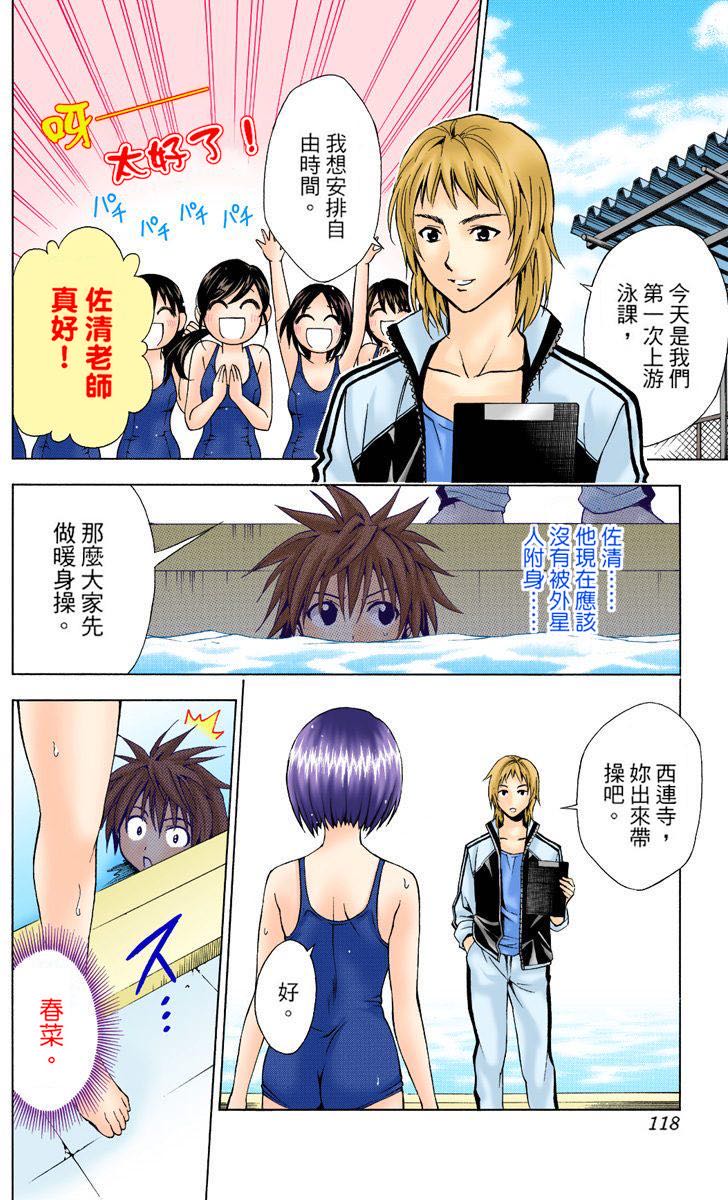 今天是我們
第一次上游
泳課，
我想安排自
由時間。
呀——
太好了！
パチ
パチ
パチ
パチ
佐清老師
真好！
佐清……
他現在應該
沒有被外星
人附身……
那麼大家先
做暖身操。
西連寺，
妳出來帶
操吧。
好。
ス…
春菜。
118